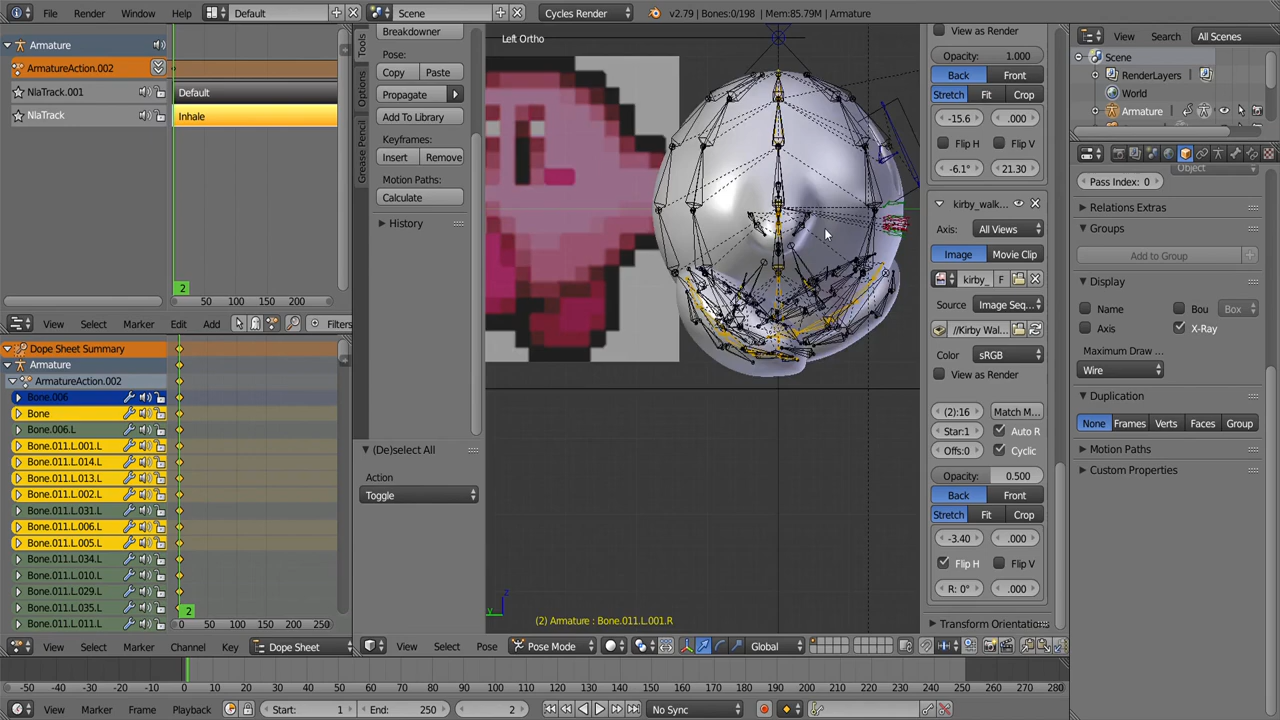 File Render Window Help Default Scene Cycles Render v2.79 | Bones:0/198 | Mem:85.79M | Armature
Armature
ArmatureAction.002
NlaTrack.001 Default
NlaTrack Inhale
2
0 50 100 150 200 250
View Select Marker Edit Add Filters
Dope Sheet Summary
Armature
ArmatureAction.002
Bone.006
Bone
Bone.006.L
Bone.011.L.001.L
Bone.011.L.014.L
Bone.011.L.013.L
Bone.011.L.002.L
Bone.011.L.031.L
Bone.011.L.006.L
Bone.011.L.005.L
Bone.011.L.034.L
Bone.011.L.010.L
Bone.011.L.029.L
Bone.011.L.035.L
Bone.011.L.011.L
2
0 50 100 150 200 250
View Select Marker Channel Key Dope Sheet
Tools
Options
Grease Pencil
Breakdowner
Pose:
Copy Paste
Propagate
Add To Library
Keyframes:
Insert Remove
Motion Paths:
Calculate
History
(De)select All
Action
Toggle
Left Ortho
(2) Armature : Bone.011.L.001.R
View Select Pose Pose Mode Global
View as Render
Opacity: 1.000
Back Front
Stretch Fit Crop
-15.6 .000
Flip H Flip V
-6.1° 21.30
kirby_walk...
Axis: All Views
Image Movie Clip
kirby_ F
Source Image Seq...
//Kirby Wal...
Color sRGB
View as Render
(2):16 Match M...
Star:1 Auto R
Offs:0 Cyclic
Opacity: 0.500
Back Front
Stretch Fit Crop
-3.40 .000
Flip H Flip V
R: 0° .000
Transform Orientatio...
View Search All Scenes
Scene
RenderLayers
World
Armature
Object
Pass Index: 0
Relations Extras
Groups
Add to Group
Display
Name Bou Box
Axis X-Ray
Maximum Draw ...
Wire
Duplication
None Frames Verts Faces Group
Motion Paths
Custom Properties
-50 -40 -30 -20 -10 0 10 20 30 40 50 60 70 80 90 100 110 120 130 140 150 160 170 180 190 200 210 220 230 240 250 260 270 280
View Marker Frame Playback Start: 1 End: 250 2 No Sync